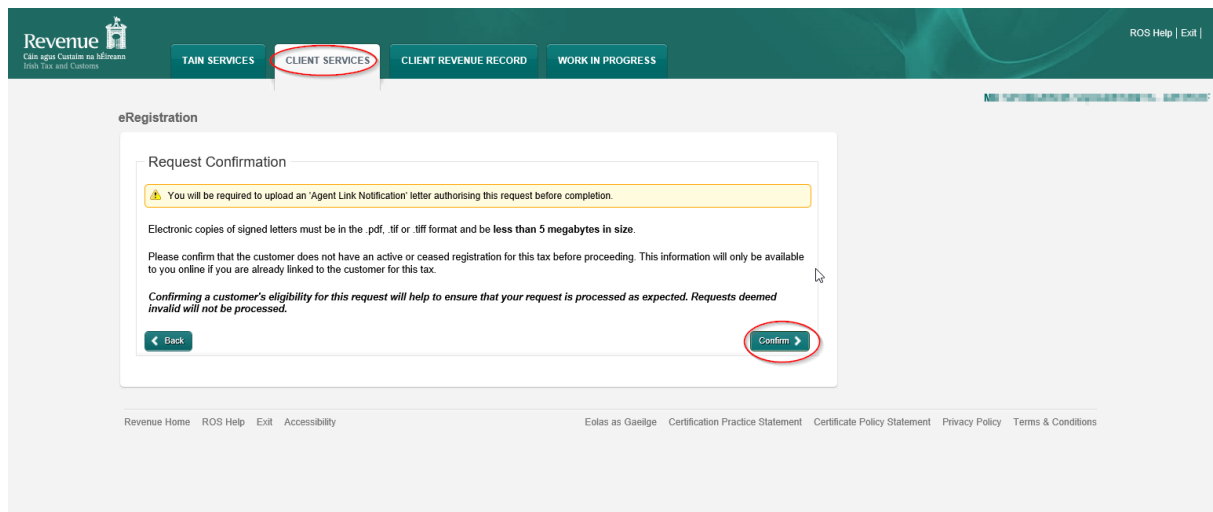 Revenue
Cáin agus Custaim na hÉireann
Irish Tax and Customs
TAIN SERVICES
CLIENT SERVICES
CLIENT REVENUE RECORD
WORK IN PROGRESS
ROS Help | Exit |
eRegistration
Request Confirmation
You will be required to upload an 'Agent Link Notification' letter authorising this request before completion.
Electronic copies of signed letters must be in the .pdf, .tif or .tiff format and be less than 5 megabytes in size.
Please confirm that the customer does not have an active or ceased registration for this tax before proceeding. This information will only be available
to you online if you are already linked to the customer for this tax.
Confirming a customer's eligibility for this request will help to ensure that your request is processed as expected. Requests deemed
invalid will not be processed.
Back
Confirm
Revenue Home ROS Help Exit Accessibility
Eolas as Gaeilge Certification Practice Statement Certificate Policy Statement Privacy Policy Terms & Conditions